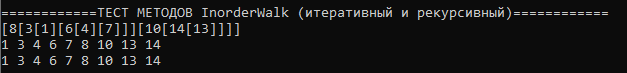 ============ТЕСТ МЕТОДОВ InorderWalk (итеративный и рекурсивный)============
[8[3[1][6[4][7]]][10[14[13]]]]
1 3 4 6 7 8 10 13 14
1 3 4 6 7 8 10 13 14